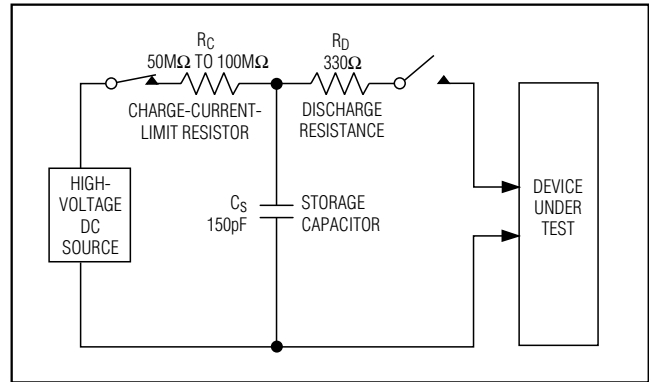 RC
50MΩ TO 100MΩ
CHARGE-CURRENT-
LIMIT RESISTOR
RD
330Ω
DISCHARGE
RESISTANCE
HIGH-
VOLTAGE
DC
SOURCE
CS
150pF
STORAGE
CAPACITOR
DEVICE
UNDER
TEST